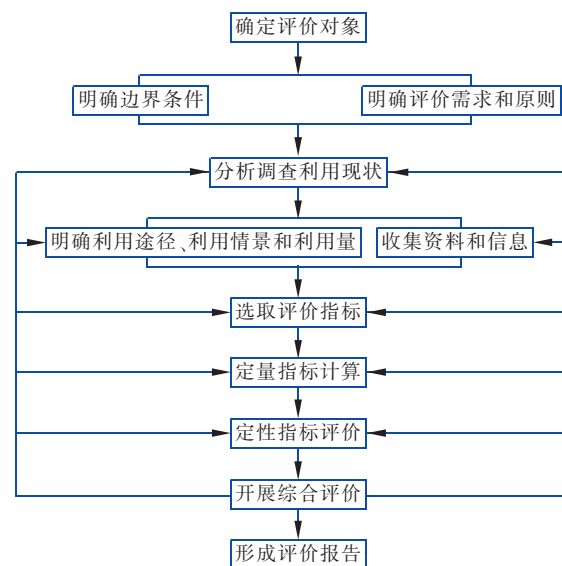 确定评价对象
明确边界条件
明确评价需求和原则
分析调查利用现状
明确利用途径、利用情景和利用量
收集资料和信息
选取评价指标
定量指标计算
定性指标评价
开展综合评价
形成评价报告